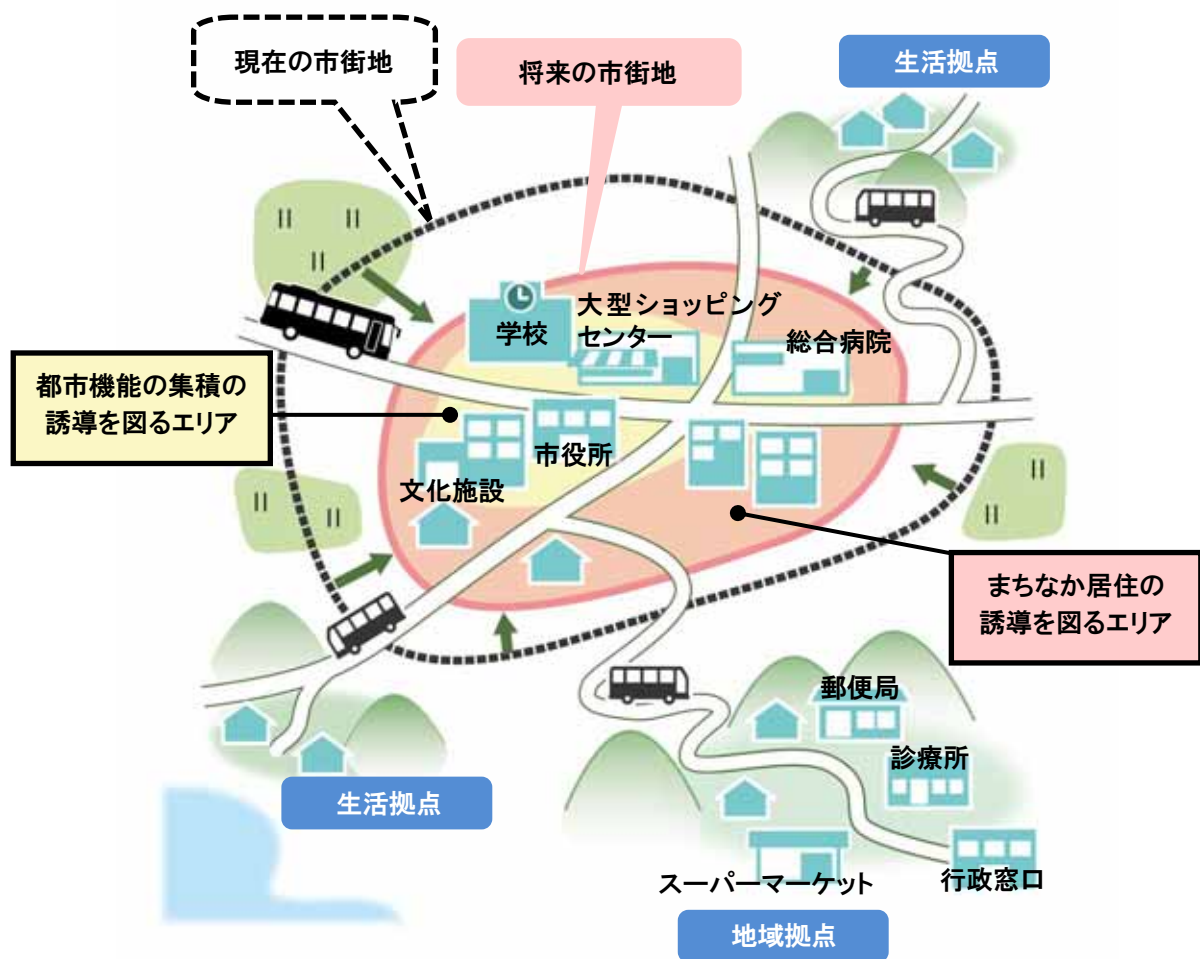 現在の市街地
将来の市街地
生活拠点
学校
大型ショッピング
センター
総合病院
都市機能の集積の
誘導を図るエリア
市役所
文化施設
まちなか居住の
誘導を図るエリア
郵便局
診療所
生活拠点
スーパーマーケット
行政窓口
地域拠点